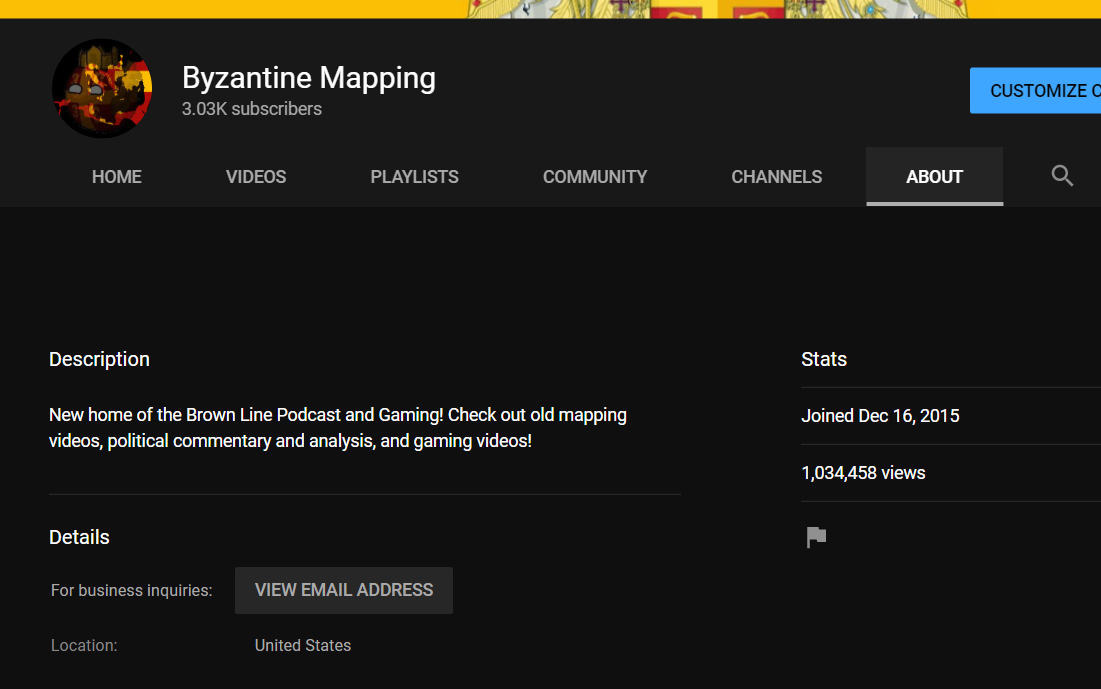 Byzantine Mapping
3.03K subscribers
CUSTOMIZE C
HOME VIDEOS PLAYLISTS COMMUNITY CHANNELS ABOUT
Description
New home of the Brown Line Podcast and Gaming! Check out old mapping
videos, political commentary and analysis, and gaming videos!
Details
For business inquiries: VIEW EMAIL ADDRESS
Location: United States
Stats
Joined Dec 16, 2015
1,034,458 views